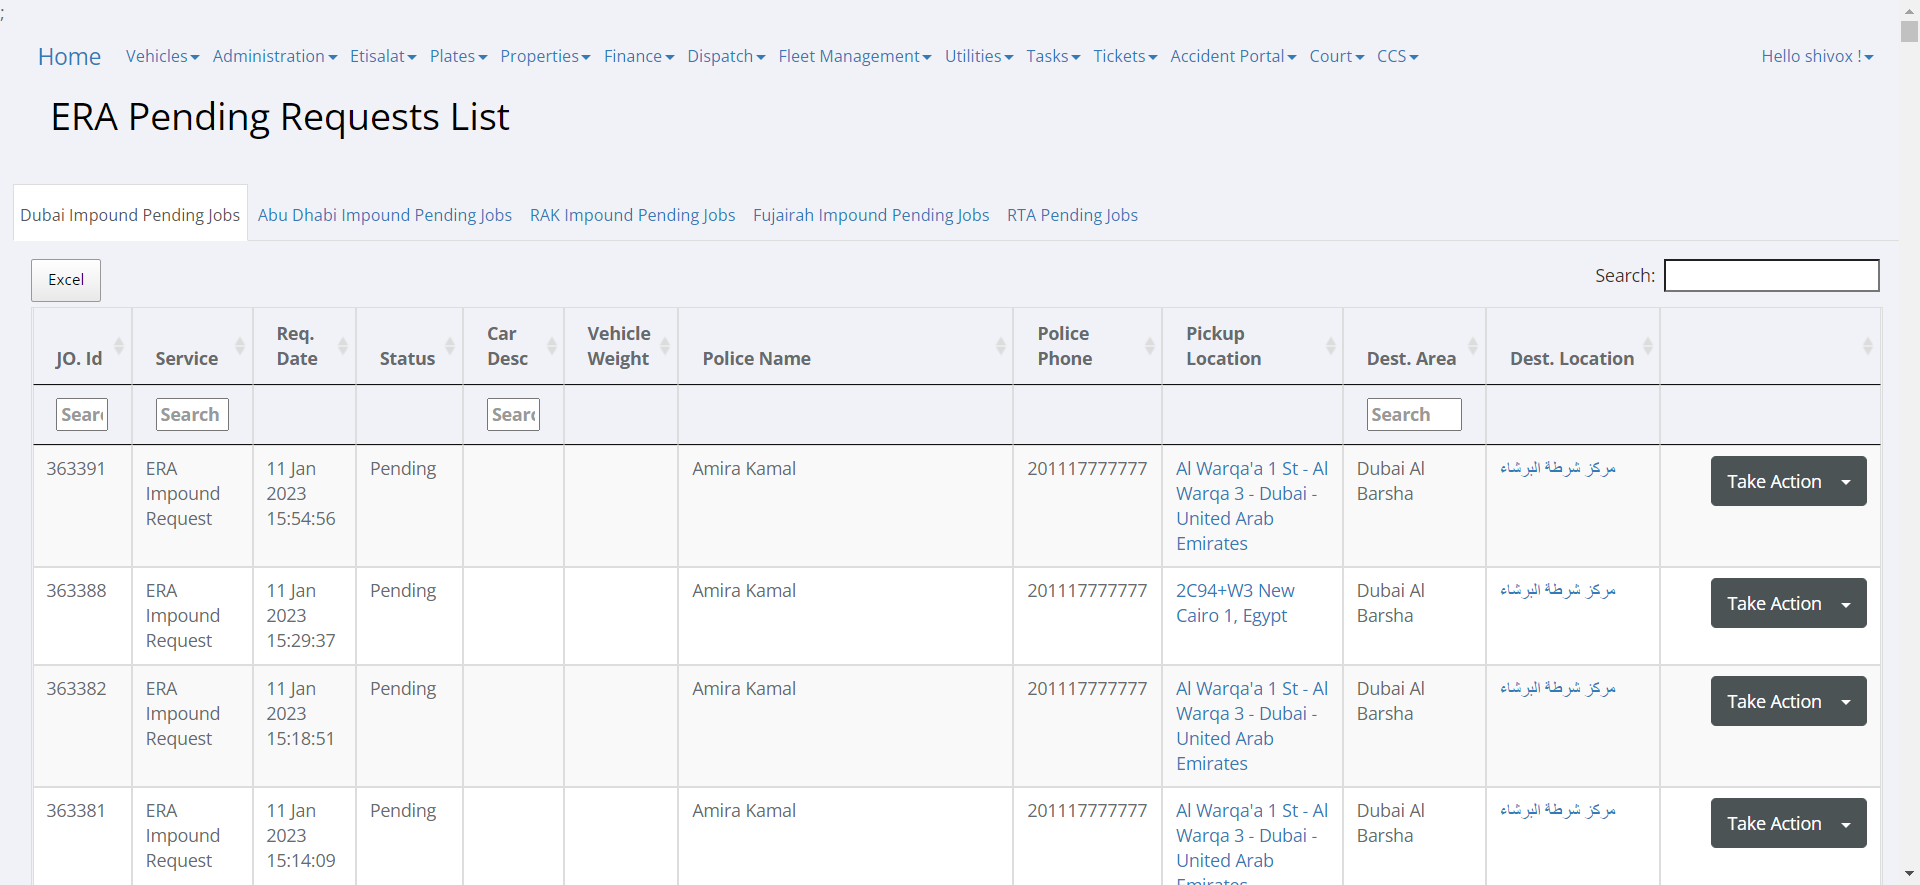 ;
Home Vehicles Administration Etisalat Plates Properties Finance Dispatch Fleet Management Utilities Tasks Tickets Accident Portal Court CCS Hello shivox !
ERA Pending Requests List
Dubai Impound Pending Jobs Abu Dhabi Impound Pending Jobs RAK Impound Pending Jobs Fujairah Impound Pending Jobs RTA Pending Jobs
Excel Search:
JO. Id Service Req. Date Status Car Desc Vehicle Weight Police Name Police Phone Pickup Location Dest. Area Dest. Location
Sear Search Sear Search
363391 ERA Impound Request 11 Jan 2023 15:54:56 Pending Amira Kamal 201117777777 Al Warqa'a 1 St - Al Warqa 3 - Dubai - United Arab Emirates Dubai Al Barsha مركز شرطة البرشاء Take Action
363388 ERA Impound Request 11 Jan 2023 15:29:37 Pending Amira Kamal 201117777777 2C94+W3 New Cairo 1, Egypt Dubai Al Barsha مركز شرطة البرشاء Take Action
363382 ERA Impound Request 11 Jan 2023 15:18:51 Pending Amira Kamal 201117777777 Al Warqa'a 1 St - Al Warqa 3 - Dubai - United Arab Emirates Dubai Al Barsha مركز شرطة البرشاء Take Action
363381 ERA Impound Request 11 Jan 2023 15:14:09 Pending Amira Kamal 201117777777 Al Warqa'a 1 St - Al Warqa 3 - Dubai - United Arab Dubai Al Barsha مركز شرطة البرشاء Take Action